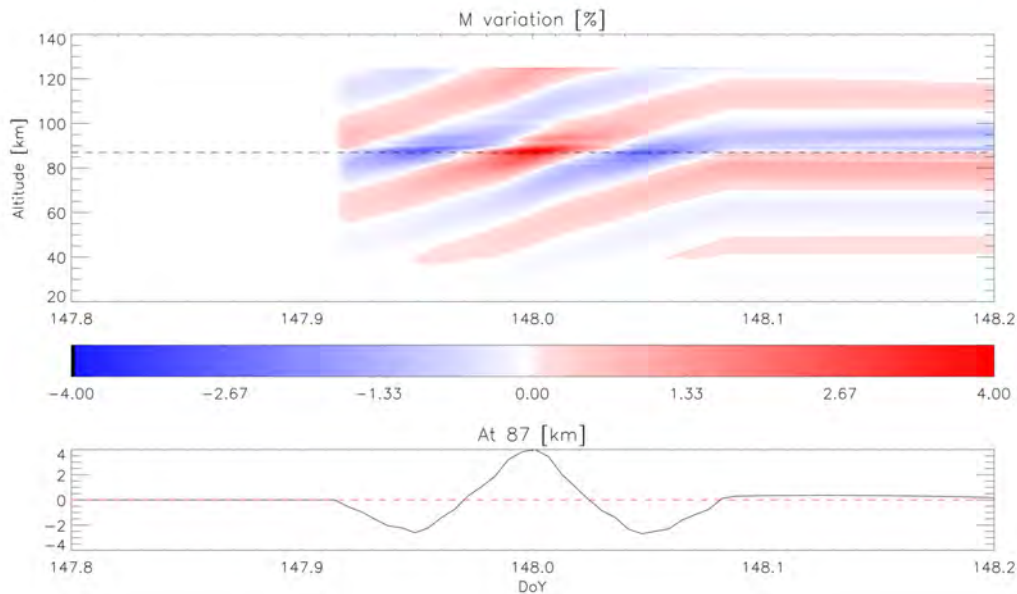 M variation [%]
140
120
100
80
60
40
20
Altitude [km]
147.8 147.9 148.0 148.1 148.2
−4.00 −2.67 −1.33 0.00 1.33 2.67 4.00
At 87 [km]
4
2
0
−2
−4
147.8 147.9 148.0 148.1 148.2
DoY